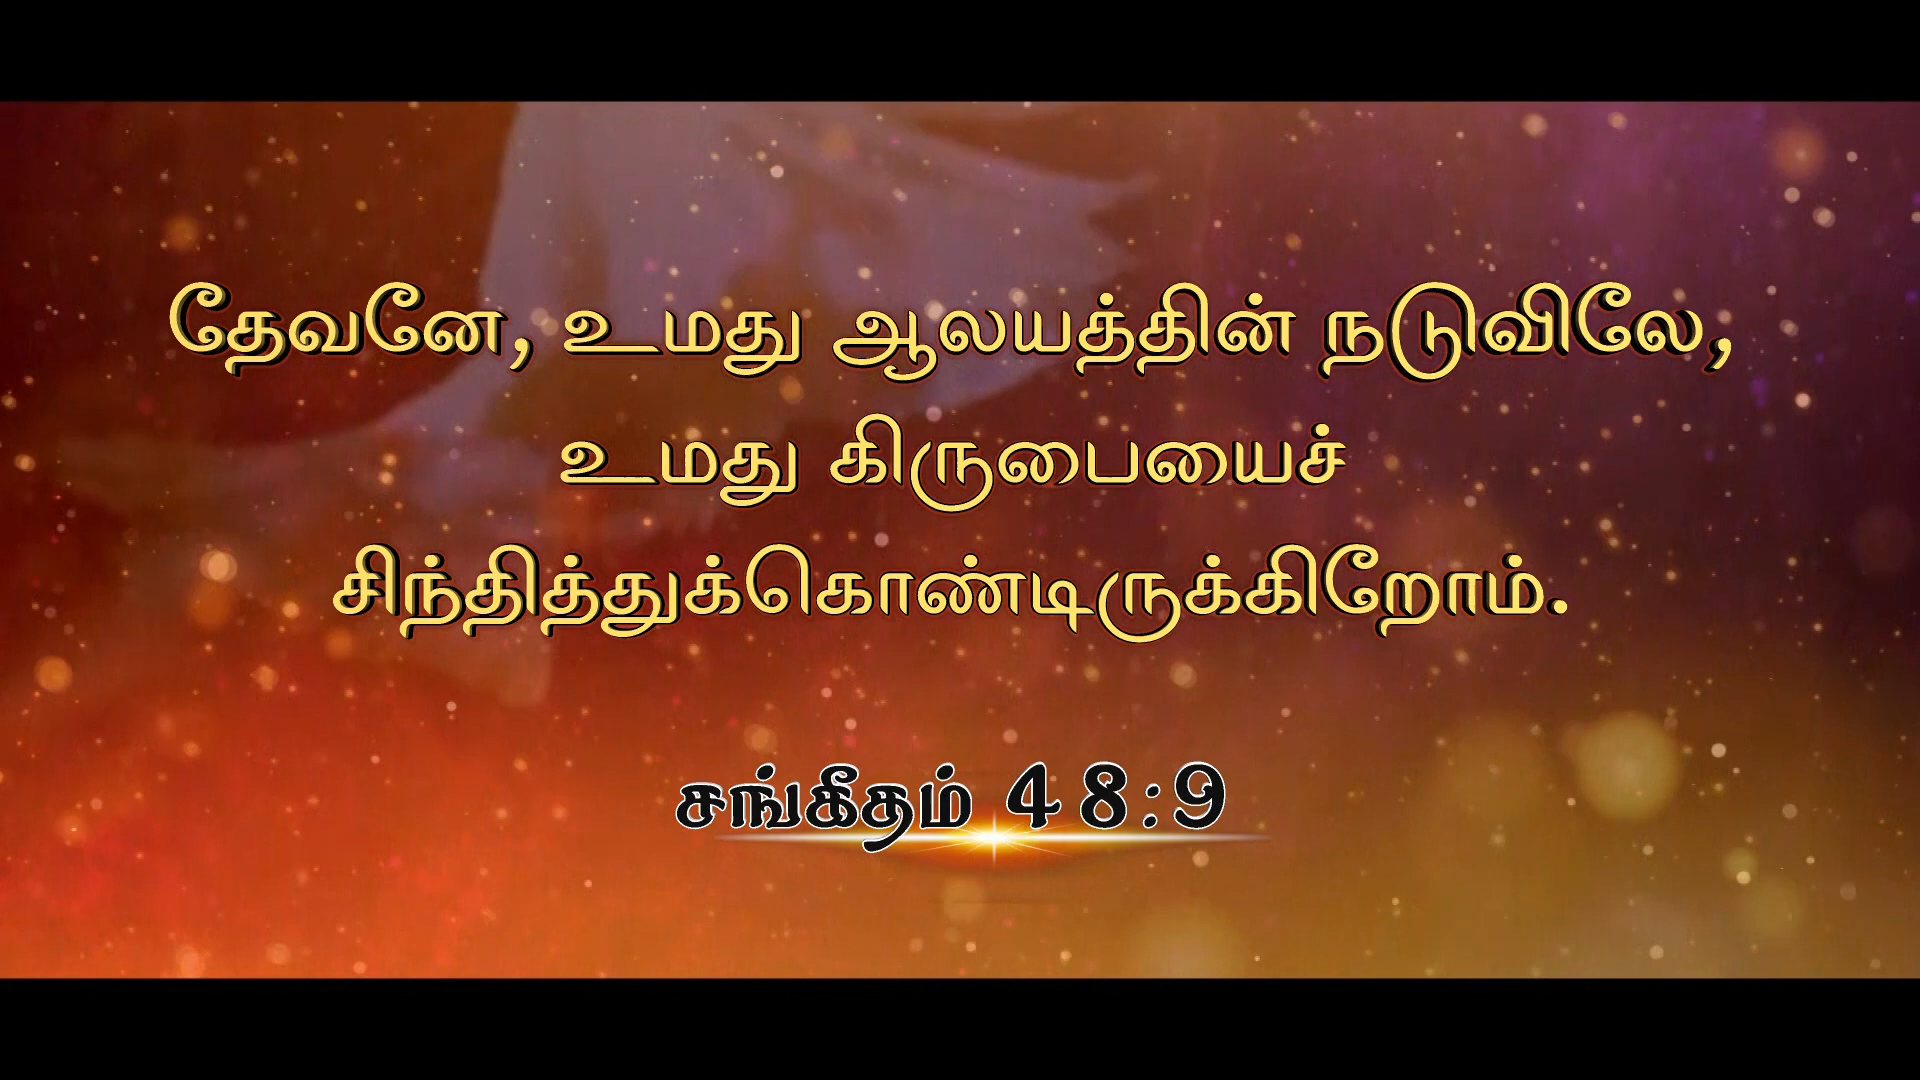 தேவனே, உமது ஆலயத்தின் நடுவிலே,
உமது கிருபையைச்
சிந்தித்துக்கொண்டிருக்கிறோம்.
சங்கீதம் 48:9